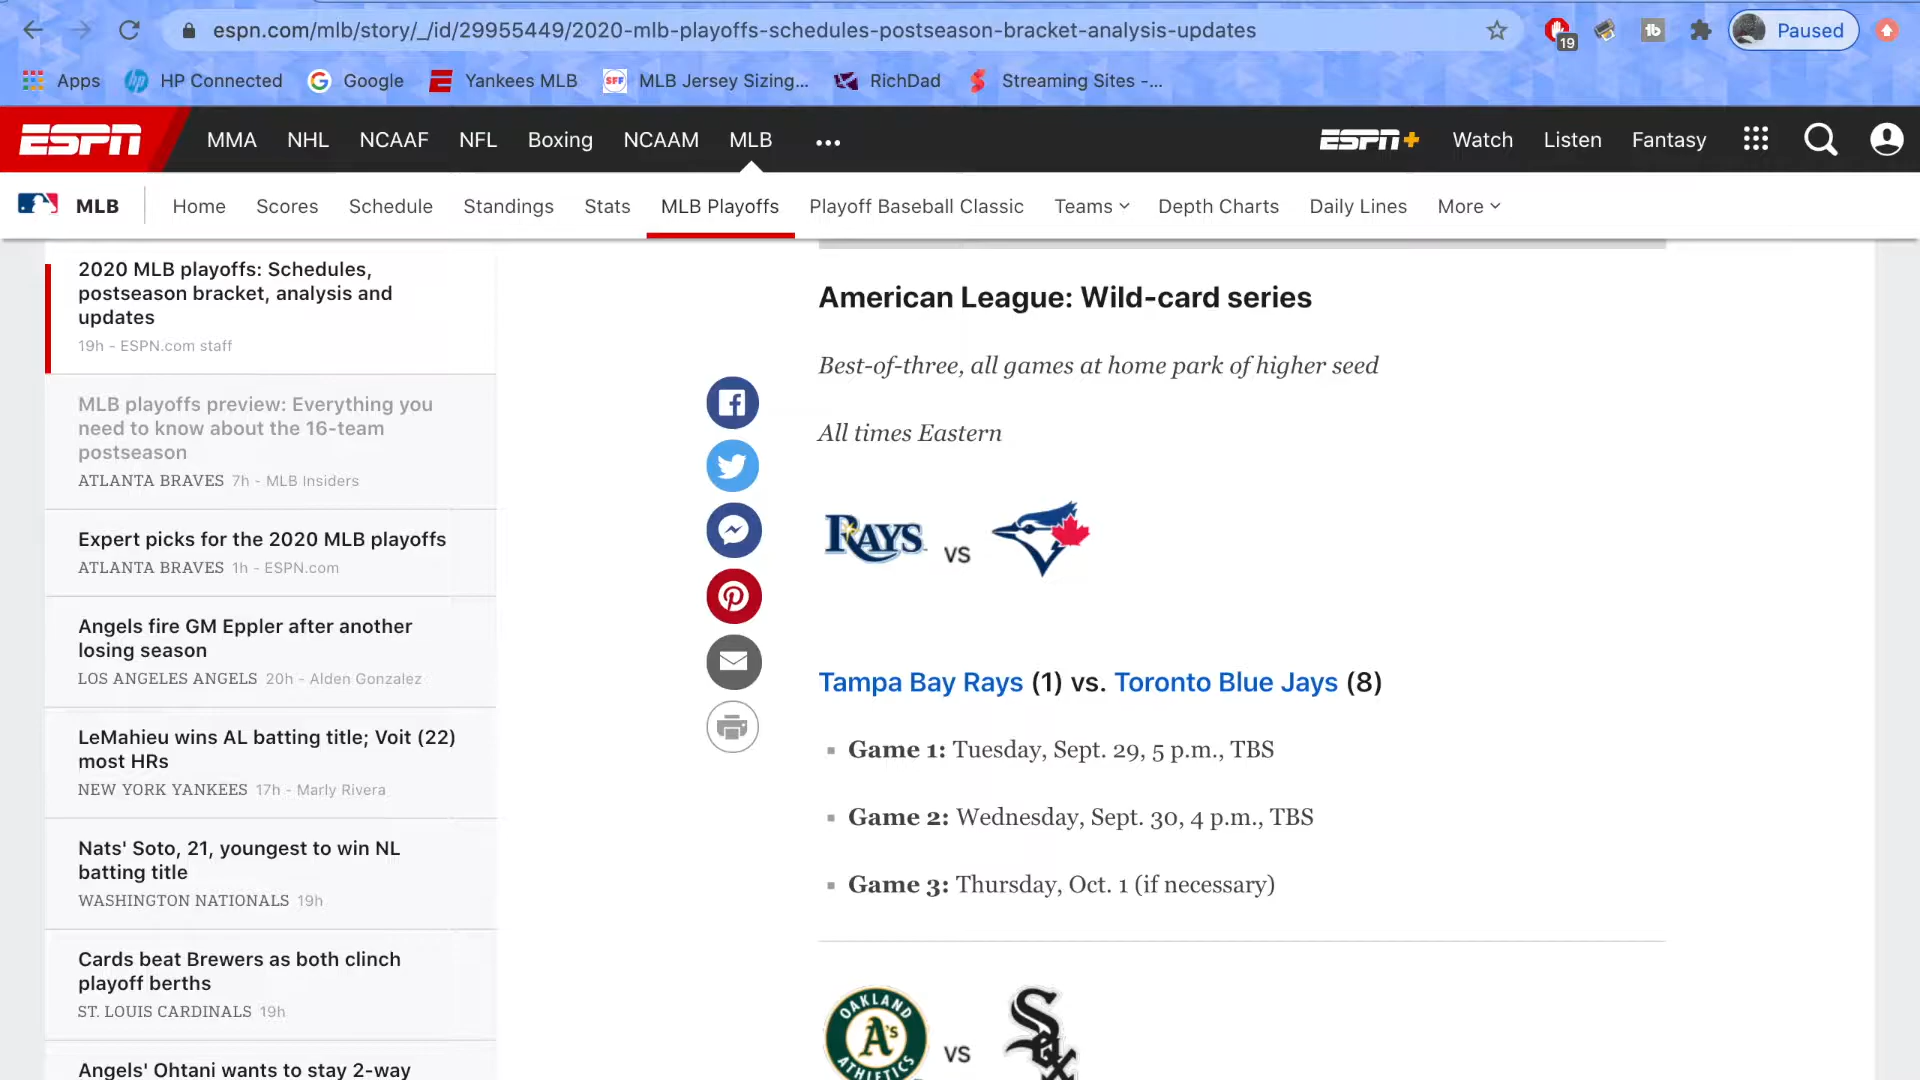 espn.com/mlb/story/_/id/29955449/2020-mlb-playoffs-schedules-postseason-bracket-analysis-updates
19
Paused
Apps
HP Connected
Google
Yankees MLB
SFF
MLB Jersey Sizing...
RichDad
Streaming Sites -...
ESPN
MMA
NHL
NCAAF
NFL
Boxing
NCAAM
MLB
ESPN+
Watch
Listen
Fantasy
MLB
Home
Scores
Schedule
Standings
Stats
MLB Playoffs
Playoff Baseball Classic
Teams
Depth Charts
Daily Lines
More
2020 MLB playoffs: Schedules,
postseason bracket, analysis and
updates
19h - ESPN.com staff
MLB playoffs preview: Everything you
need to know about the 16-team
postseason
ATLANTA BRAVES 7h - MLB Insiders
Expert picks for the 2020 MLB playoffs
ATLANTA BRAVES 1h - ESPN.com
Angels fire GM Eppler after another
losing season
LOS ANGELES ANGELS 20h - Alden Gonzalez
LeMahieu wins AL batting title; Voit (22)
most HRs
NEW YORK YANKEES 17h - Marly Rivera
Nats' Soto, 21, youngest to win NL
batting title
WASHINGTON NATIONALS 19h
Cards beat Brewers as both clinch
playoff berths
ST. LOUIS CARDINALS 19h
Angels' Ohtani wants to stay 2-way
American League: Wild-card series
Best-of-three, all games at home park of higher seed
All times Eastern
RAYS vs
Tampa Bay Rays (1) vs. Toronto Blue Jays (8)
Game 1: Tuesday, Sept. 29, 5 p.m., TBS
Game 2: Wednesday, Sept. 30, 4 p.m., TBS
Game 3: Thursday, Oct. 1 (if necessary)
OAKLAND A's ATHLETICS vs Sox